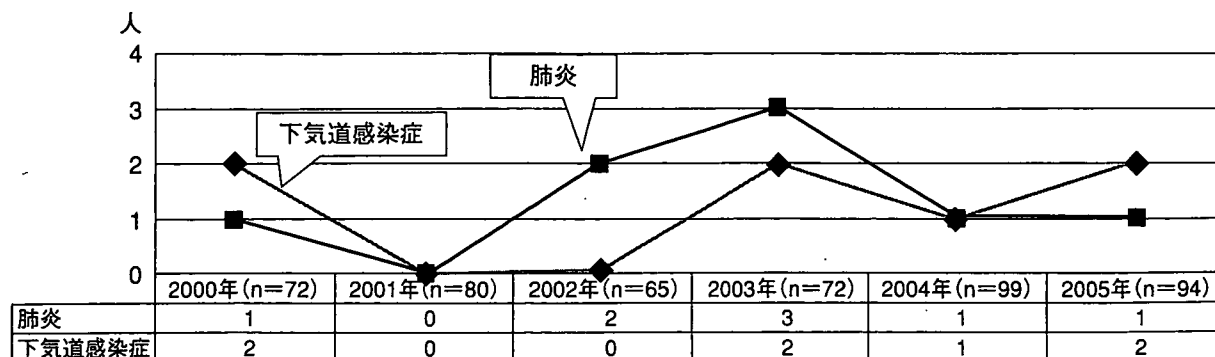 人
4
肺炎
3
下気道感染症
2
1
0
2000年(n=72) 2001年(n=80) 2002年(n=65) 2003年(n=72) 2004年(n=99) 2005年(n=94)
肺炎 1 0 2 3 1 1
下気道感染症 2 0 0 2 1 2